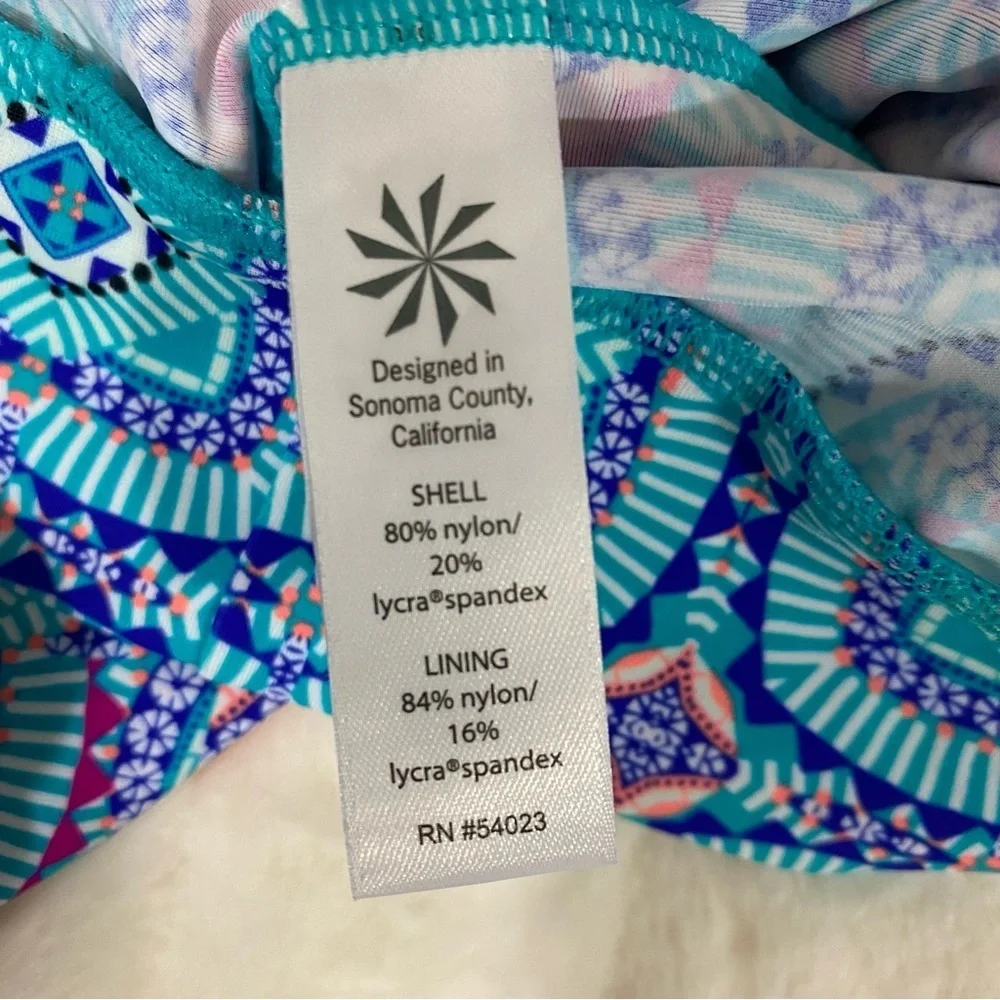 Designed in
Sonoma County,
California
SHELL
80% nylon/
20%
lycra®spandex
LINING
84% nylon/
16%
lycra®spandex
RN #54023